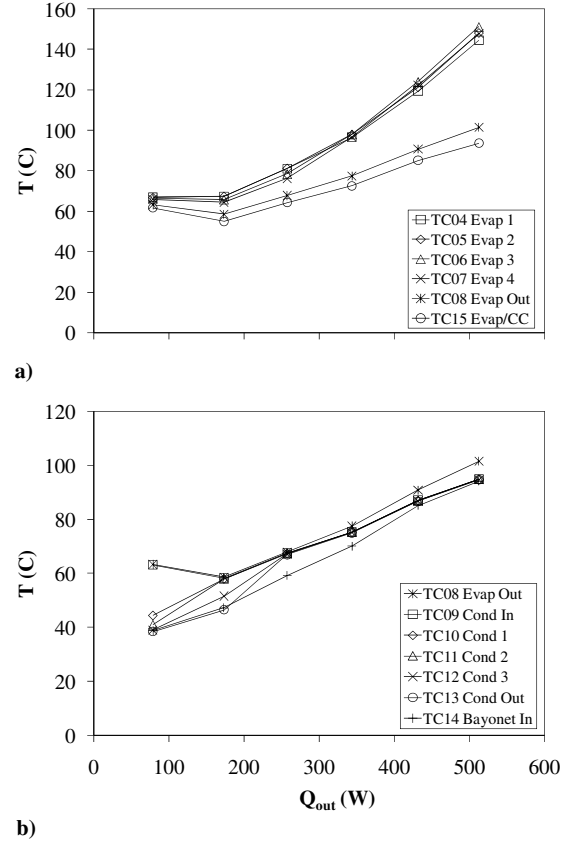 160
140
120
100
80
60
40
20
0
T (C)
TC04 Evap 1
TC05 Evap 2
TC06 Evap 3
TC07 Evap 4
TC08 Evap Out
TC15 Evap/CC
a)
120
100
80
60
40
20
0
T (C)
TC08 Evap Out
TC09 Cond In
TC10 Cond 1
TC11 Cond 2
TC12 Cond 3
TC13 Cond Out
TC14 Bayonet In
0 100 200 300 400 500 600
Qout (W)
b)